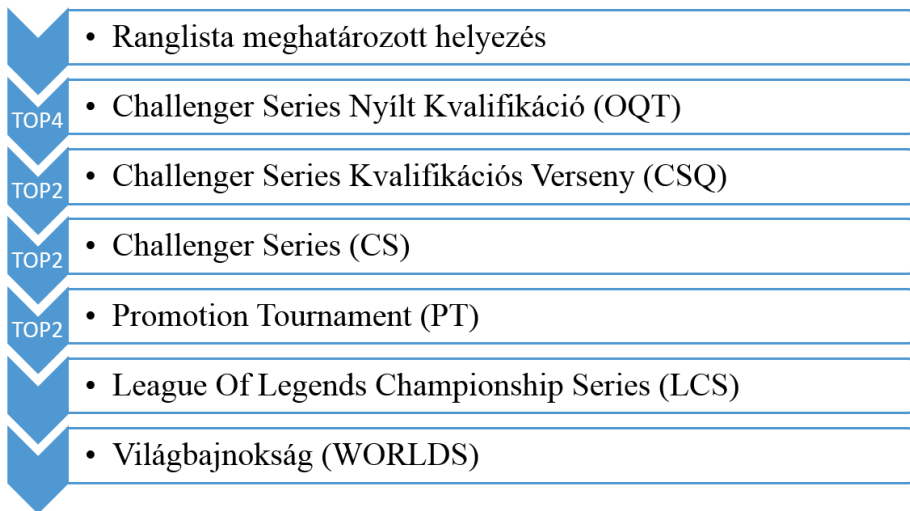 • Ranglista meghatározott helyezés
TOP4 • Challenger Series Nyílt Kvalifikáció (OQT)
TOP2 • Challenger Series Kvalifikációs Verseny (CSQ)
TOP2 • Challenger Series (CS)
TOP2 • Promotion Tournament (PT)
• League Of Legends Championship Series (LCS)
• Világbajnokság (WORLDS)